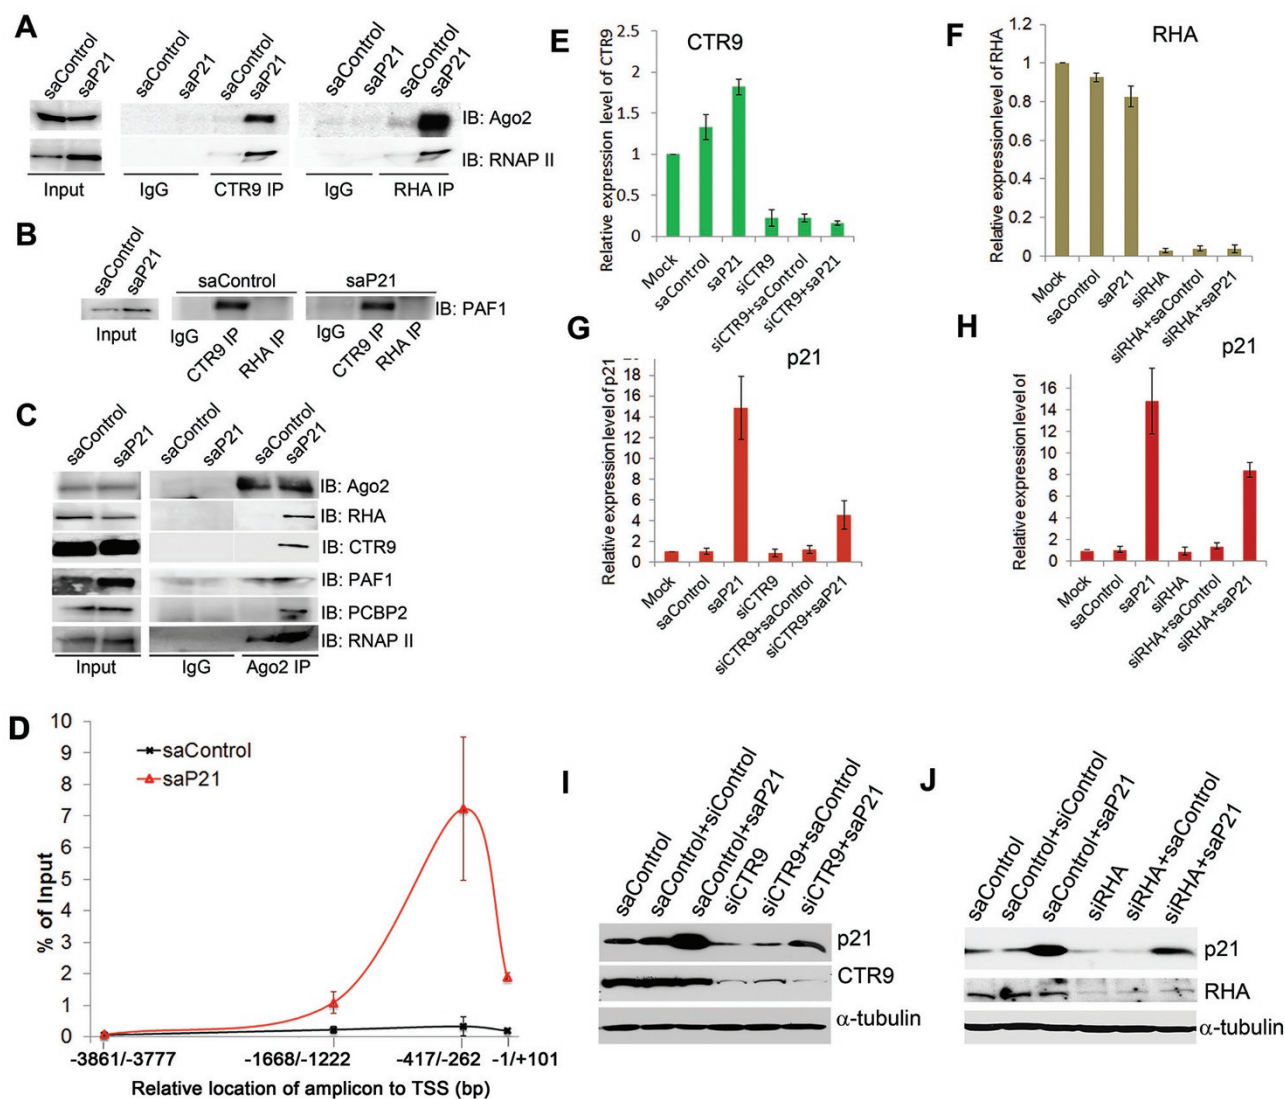 A
saControl
saP21
saControl
saP21
saControl
saP21
saControl
saP21
saControl
saP21
IB: Ago2
IB: RNAP II
Input
IgG
CTR9 IP
IgG
RHA IP
B
saControl
saP21
saControl
saP21
IB: PAF1
Input
IgG
CTR9 IP
RHA IP
IgG
CTR9 IP
RHA IP
C
saControl
saP21
saControl
saP21
saControl
saP21
IB: Ago2
IB: RHA
IB: CTR9
IB: PAF1
IB: PCBP2
IB: RNAP II
Input
IgG
Ago2 IP
D
10
9
8
7
6
5
4
3
2
1
0
% of Input
saControl
saP21
-3861/-3777
-1668/-1222
-417/-262
-1/+101
Relative location of amplicon to TSS (bp)
E
CTR9
Relative expression level of CTR9
2.5
2
1.5
1
0.5
0
Mock
saControl
saP21
siCTR9
siCTR9+saControl
siCTR9+saP21
F
RHA
Relative expression level of RHA
1.2
1
0.8
0.6
0.4
0.2
0
Mock
saControl
saP21
siRHA
siRHA+saControl
siRHA+saP21
G
p21
Relative expression level of p21
16
14
12
10
8
6
4
2
0
Mock
saControl
saP21
siCTR9
siCTR9+saControl
siCTR9+saP21
H
p21
Relative expression level of
16
14
12
10
8
6
4
2
0
Mock
saControl
saP21
siRHA
siRHA+saControl
siRHA+saP21
I
saControl
saControl+siControl
saControl+saP21
siCTR9
siCTR9+saControl
siCTR9+saP21
p21
CTR9
α-tubulin
J
saControl
saControl+siControl
saControl+saP21
siRHA
siRHA+saControl
siRHA+saP21
p21
RHA
α-tubulin